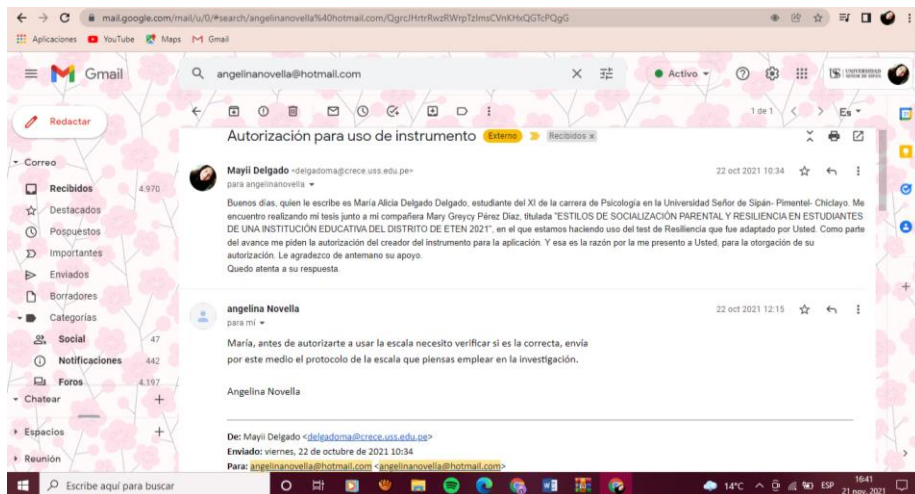 mail.google.com/mail/u/0/#search/angelinanovella%40hotmail.com/QgrcJHrtrRwzRWrpTzlmsCVnKHxQGTcPQgG
Aplicaciones YouTube Maps Gmail
Gmail
angelinanovella@hotmail.com
Activo
UNIVERSIDAD
SEÑOR DE SIPÁN
Redactar
1 de 1
Es
Autorización para uso de instrumento Externo Recibidos x
Correo
Recibidos 4.970
Destacados
Pospuestos
Importantes
Enviados
Borradores
Categorías
Social 47
Notificaciones 442
Foros 4.197
Chatear
Espacios
Reunión
Mayii Delgado <delgadoma@crece.uss.edu.pe> 22 oct 2021 10:34
para angelinanovella
Buenos días, quien le escribe es María Alicia Delgado Delgado, estudiante del XI de la carrera de Psicología en la Universidad Señor de Sipán- Pimentel- Chiclayo. Me
encuentro realizando mi tesis junto a mi compañera Mary Greycy Pérez Diaz, titulada "ESTILOS DE SOCIALIZACIÓN PARENTAL Y RESILIENCIA EN ESTUDIANTES
DE UNA INSTITUCIÓN EDUCATIVA DEL DISTRITO DE ETEN 2021", en el que estamos haciendo uso del test de Resiliencia que fue adaptado por Usted. Como parte
del avance me piden la autorización del creador del instrumento para la aplicación. Y esa es la razón por la me presento a Usted, para la otorgación de su
autorización. Le agradezco de antemano su apoyo.
Quedo atenta a su respuesta.
angelina Novella 22 oct 2021 12:15
para mí
María, antes de autorizarte a usar la escala necesito verificar si es la correcta, envia
por este medio el protocolo de la escala que piensas emplear en la investigación.
Angelina Novella
De: Mayii Delgado <delgadoma@crece.uss.edu.pe>
Enviado: viernes, 22 de octubre de 2021 10:34
Para: angelinanovella@hotmail.com <angelinanovella@hotmail.com>
Escribe aquí para buscar
14°C
ESP
16:41
21 nov. 2021